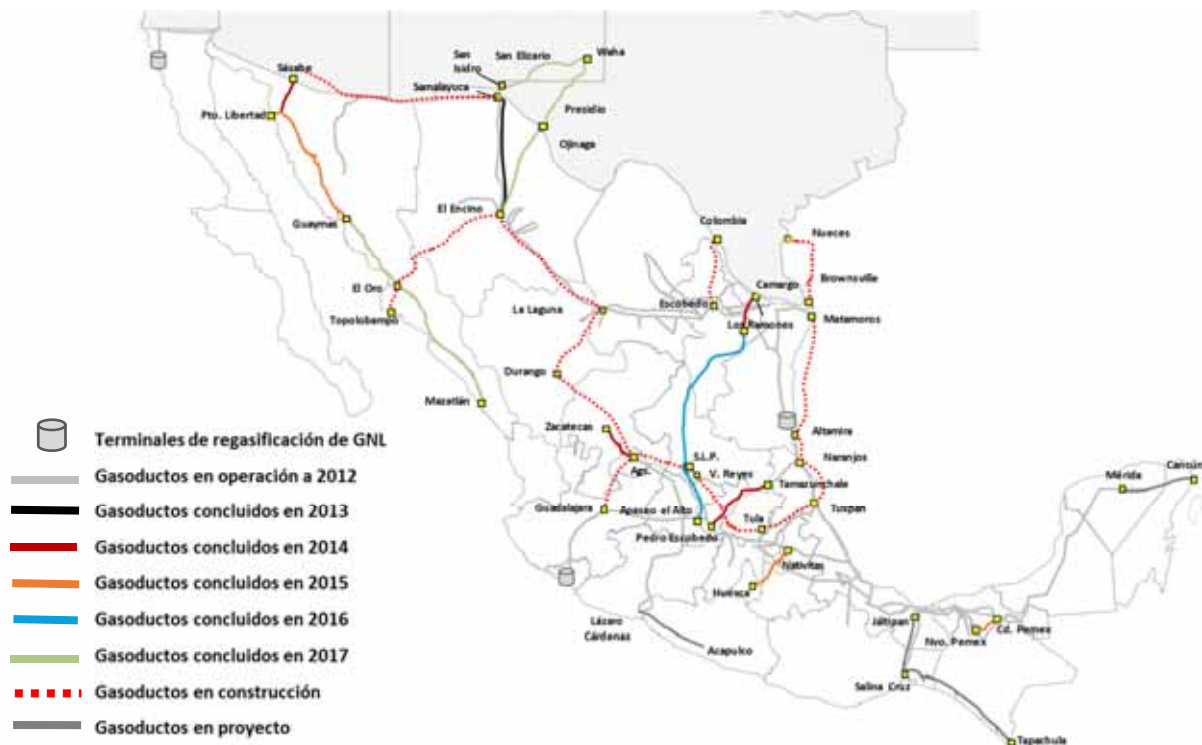 Waha
San Elizario
San
Isidro
Sásabe
Samalayuca
Presidio
Pto. Libertad
Ojinaga
El Encino
Colombia
Guaymas
Nueces
El Oro
Brownsville
Camargo
La Laguna
Escobedo
Topolobampo
Matamoros
Los Ramones
Durango
Mazatlán
Zacatecas
Altamira
Naranjos
S.L.P.
Ags.
V. Reyes
Tamazunchale
Mérida
Cancún
Guadalajara
Apaseo el Alto
Tuxpan
Tula
Pedro Escobedo
Nativitas
Huexca
Lázaro
Cárdenas
Jáltipan
Cd. Pemex
Nvo. Pemex
Acapulco
Salina Cruz
Tapachula
Terminales de regasificación de GNL
Gasoductos en operación a 2012
Gasoductos concluidos en 2013
Gasoductos concluidos en 2014
Gasoductos concluidos en 2015
Gasoductos concluidos en 2016
Gasoductos concluidos en 2017
Gasoductos en construcción
Gasoductos en proyecto